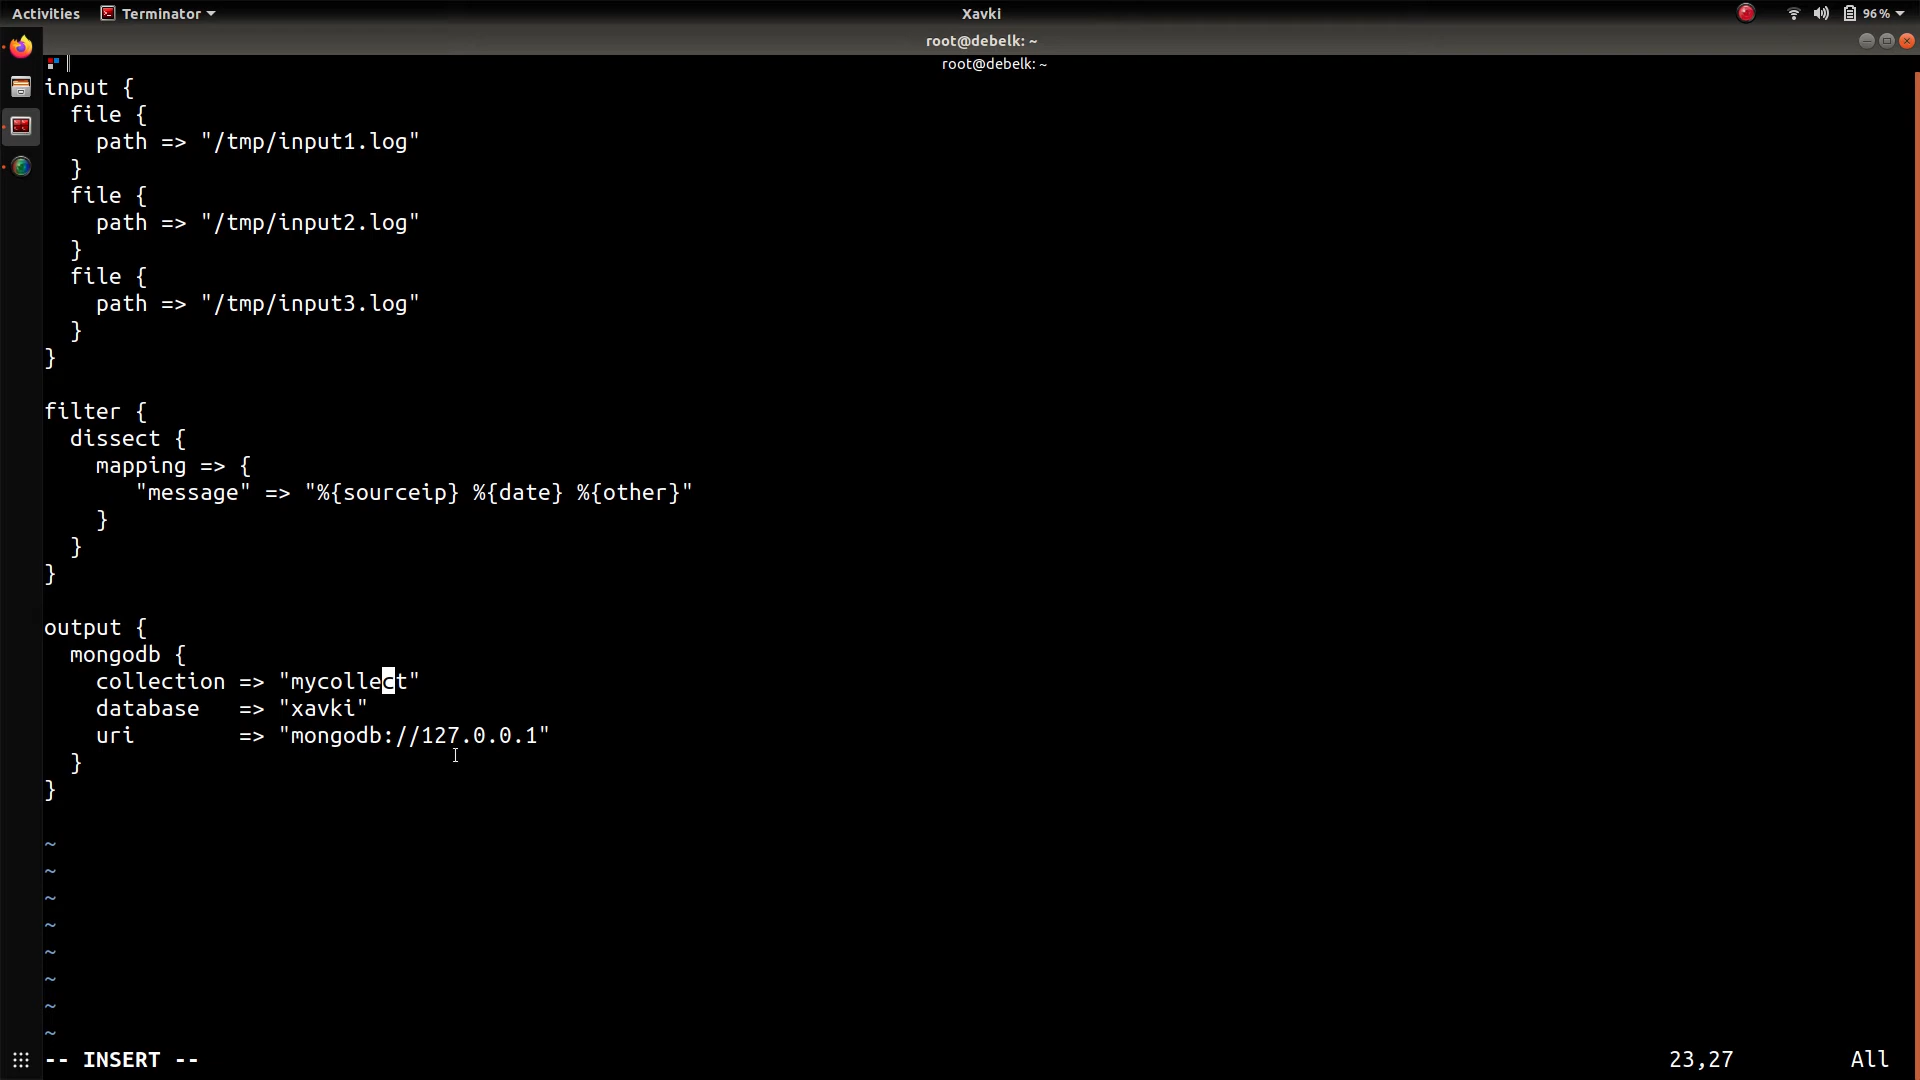 Activities
Terminator
Xavki
96%
root@debelk: ~
root@debelk: ~
input {
  file {
    path => "/tmp/input1.log"
  }
  file {
    path => "/tmp/input2.log"
  }
  file {
    path => "/tmp/input3.log"
  }
}
filter {
  dissect {
    mapping => {
       "message" => "%{sourceip} %{date} %{other}"
    }
  }
}
output {
  mongodb {
    collection => "mycollect"
    database   => "xavki"
    uri        => "mongodb://127.0.0.1"
  }
}
~
~
~
~
~
~
~
~
-- INSERT --
23,27
All